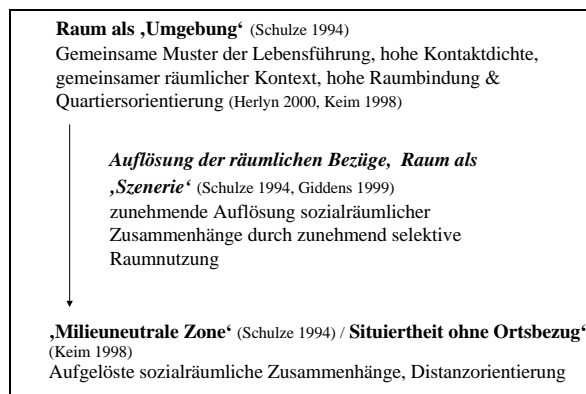 Raum als ‚Umgebung‘ (Schulze 1994)
Gemeinsame Muster der Lebensführung, hohe Kontaktdichte,
gemeinsamer räumlicher Kontext, hohe Raumbindung &
Quartiersorientierung (Herlyn 2000, Keim 1998)
Auflösung der räumlichen Bezüge, Raum als
‚Szenerie‘ (Schulze 1994, Giddens 1999)
zunehmende Auflösung sozialräumlicher
Zusammenhänge durch zunehmend selektive
Raumnutzung
‚Milieuneutrale Zone‘ (Schulze 1994) / Situiertheit ohne Ortsbezug‘
(Keim 1998)
Aufgelöste sozialräumliche Zusammenhänge, Distanzorientierung